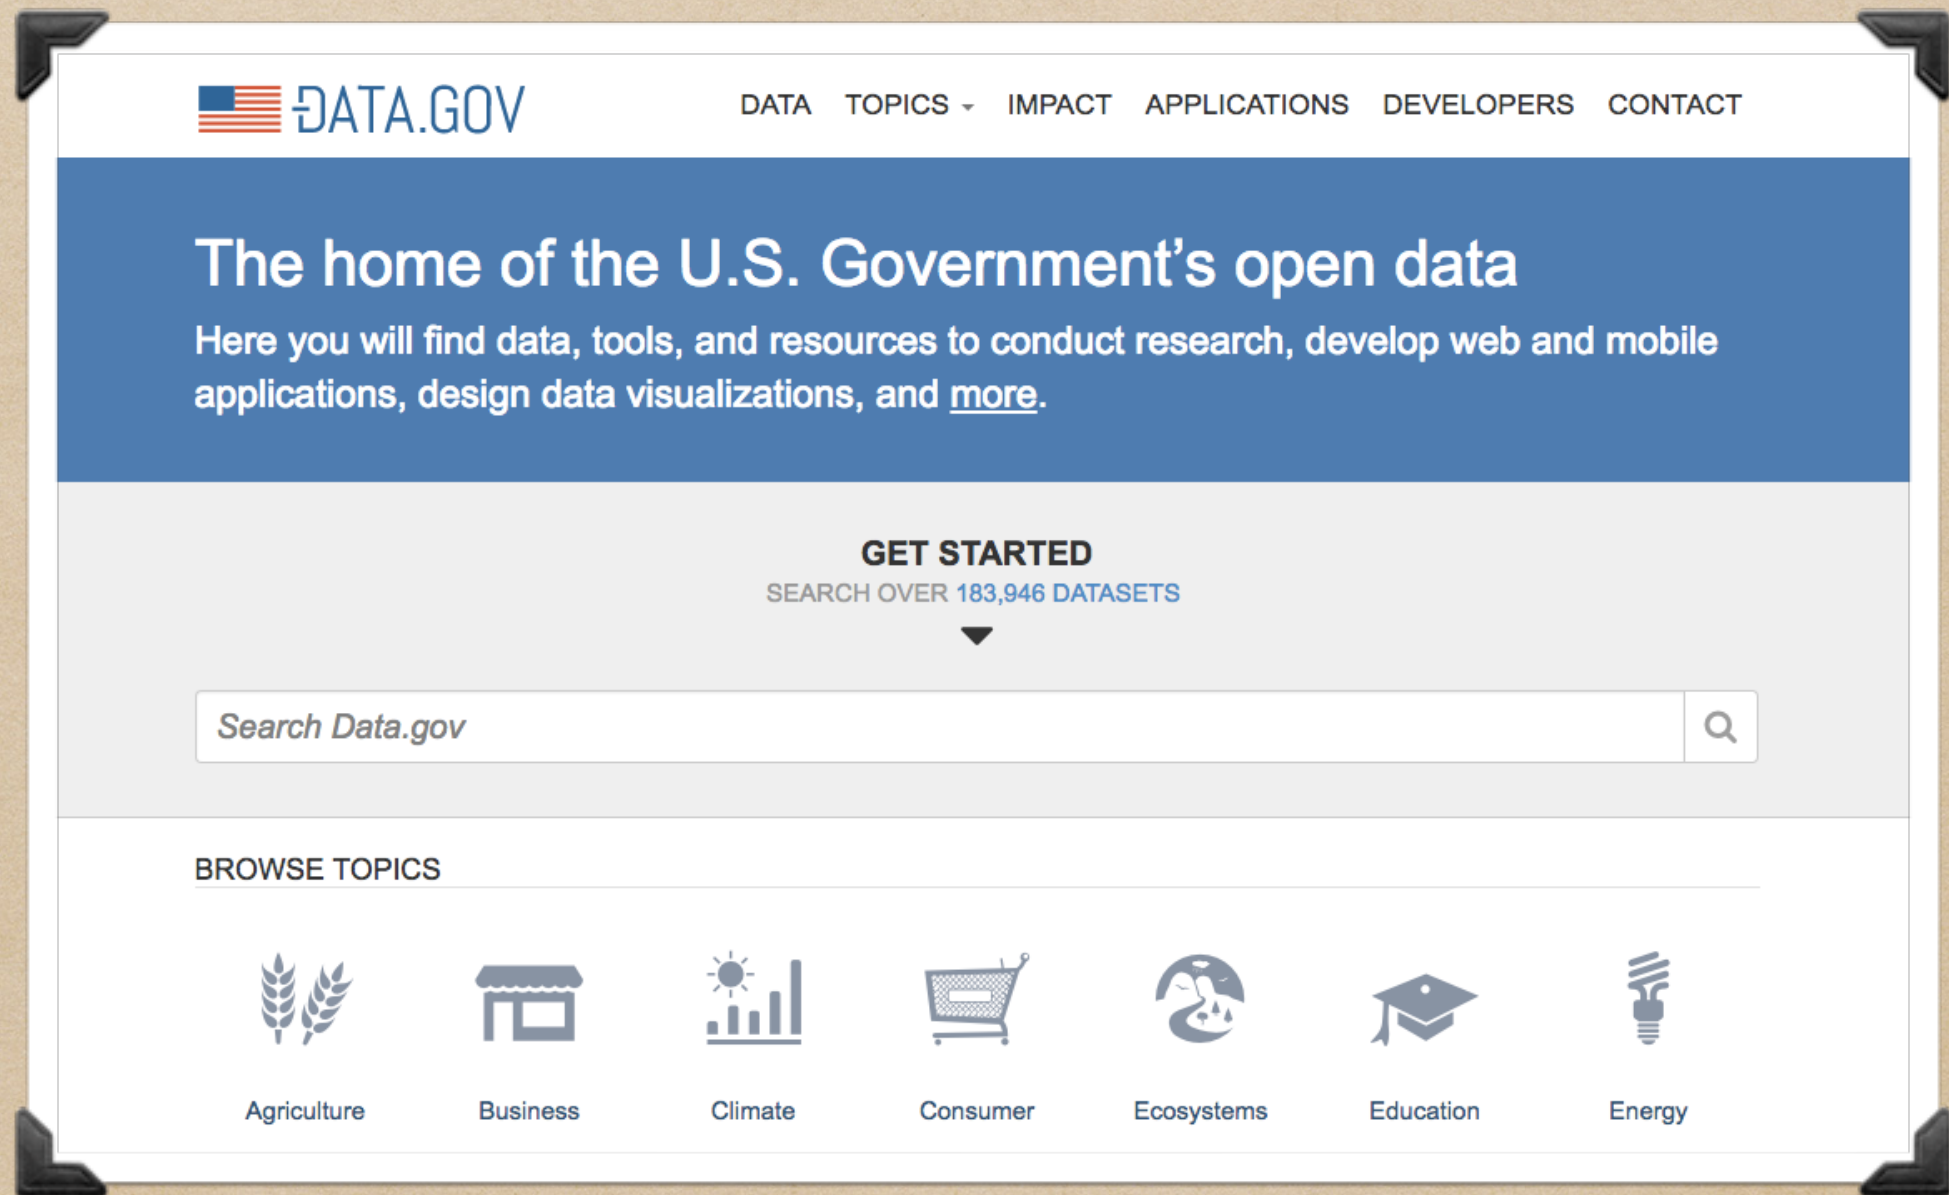 DATA.GOV
DATA TOPICS IMPACT APPLICATIONS DEVELOPERS CONTACT
The home of the U.S. Government’s open data
Here you will find data, tools, and resources to conduct research, develop web and mobile
applications, design data visualizations, and more.
GET STARTED
SEARCH OVER 183,946 DATASETS
Search Data.gov
BROWSE TOPICS
Agriculture Business Climate Consumer Ecosystems Education Energy